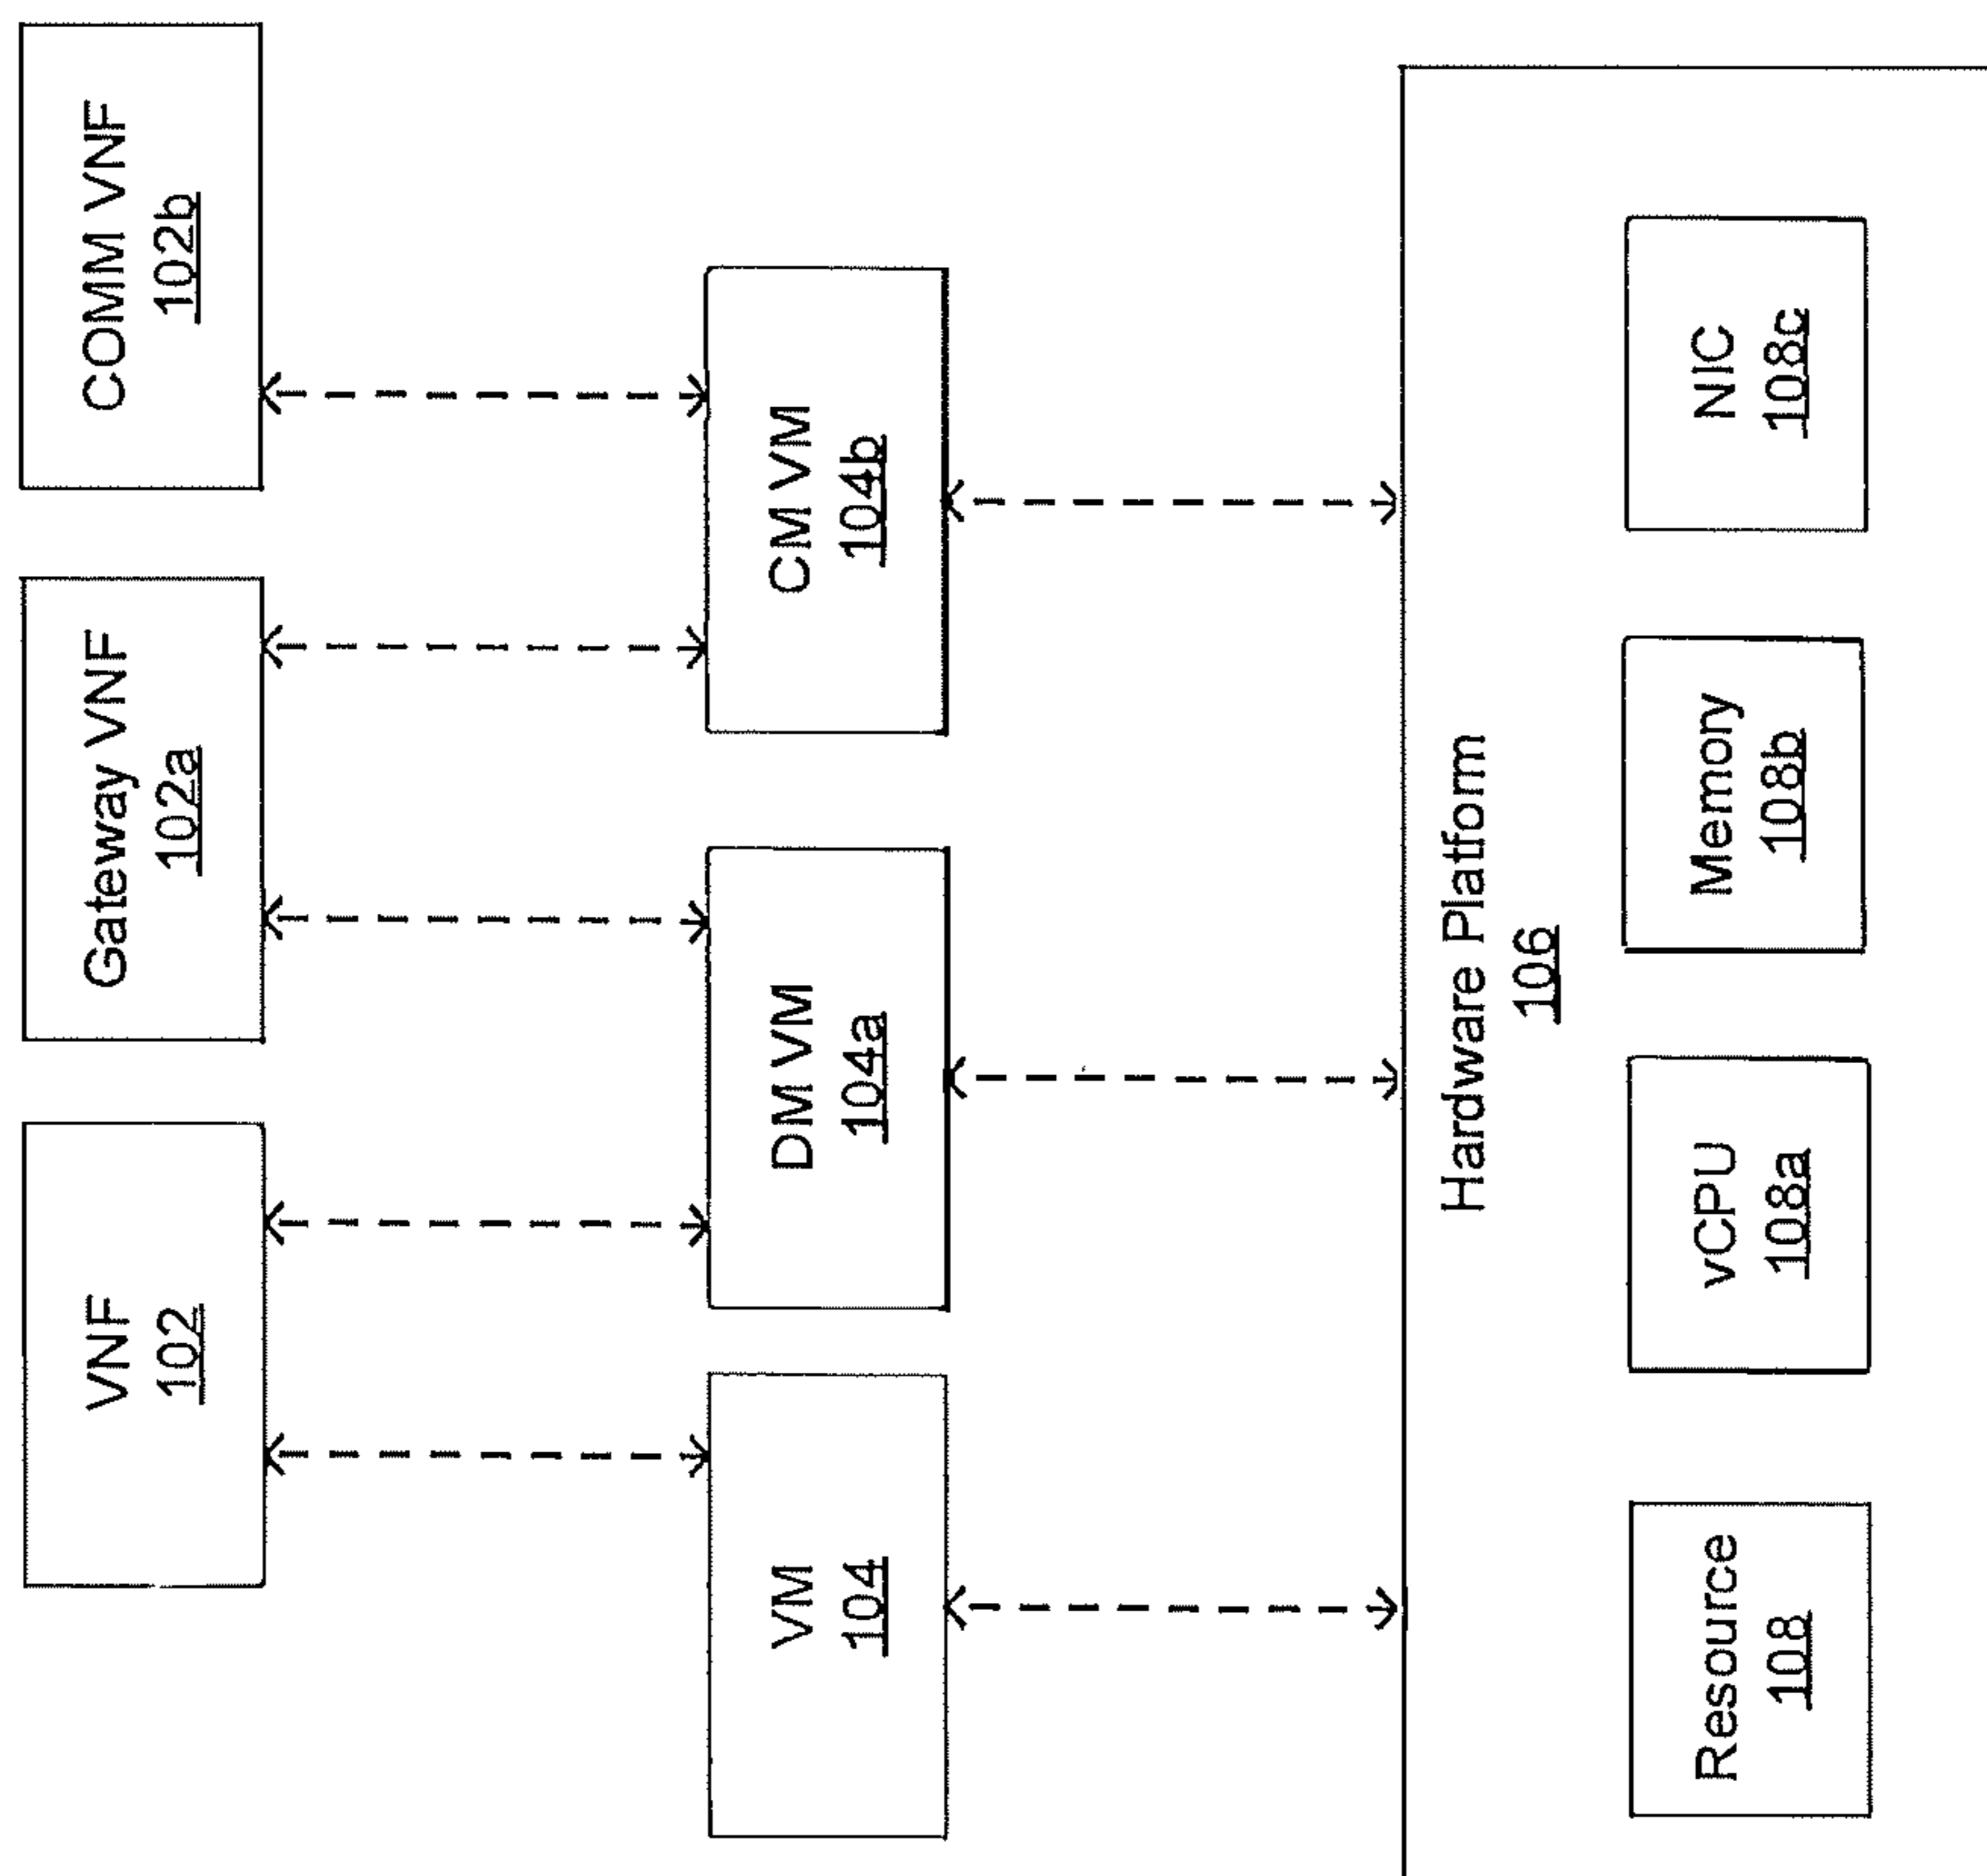 VNF
102
Gateway VNF
102a
COMM VNF
102b
VM
104
DM VM
104a
CM VM
104b
Hardware Platform
106
Resource
108
vCPU
108a
Memory
108b
NIC
108c